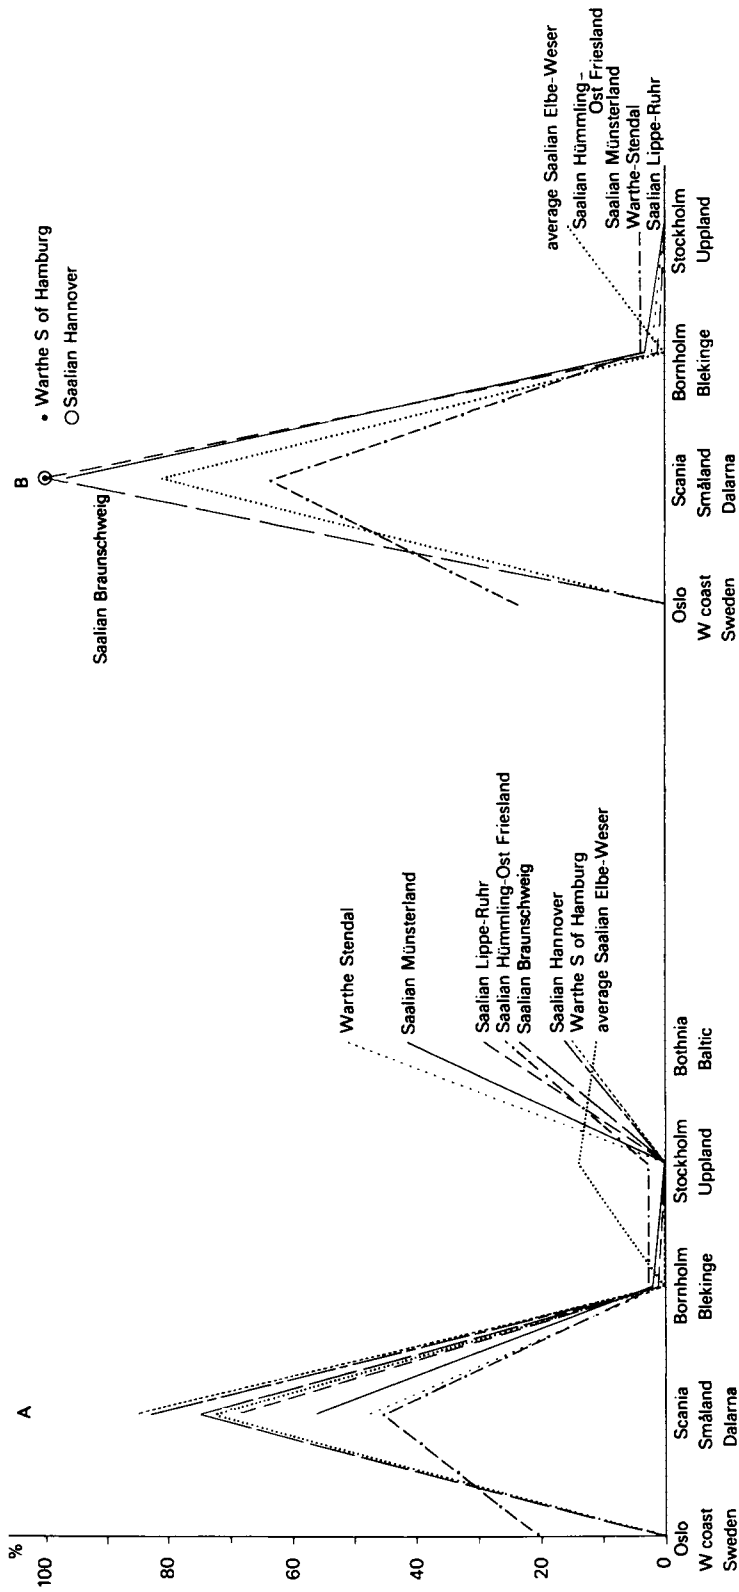 %
100
80
60
40
20
0
A
Warthe Stendal
Saalian Münsterland
Saalian Lippe-Ruhr
Saalian Hümmling-Ost Friesland
Saalian Braunschweig
Saalian Hannover
Warthe S of Hamburg
average Saalian Elbe-Weser
Oslo
W coast
Sweden
Scania
Småland
Dalarna
Bornholm
Blekinge
Stockholm
Uppland
Bothnia
Baltic
B
• Warthe S of Hamburg
○ Saalian Hannover
Saalian Braunschweig
average Saalian Elbe-Weser
Saalian Hümmling-
Ost Friesland
Saalian Münsterland
Warthe-Stendal
Saalian Lippe-Ruhr
Oslo
W coast
Sweden
Scania
Småland
Dalarna
Bornholm
Blekinge
Stockholm
Uppland